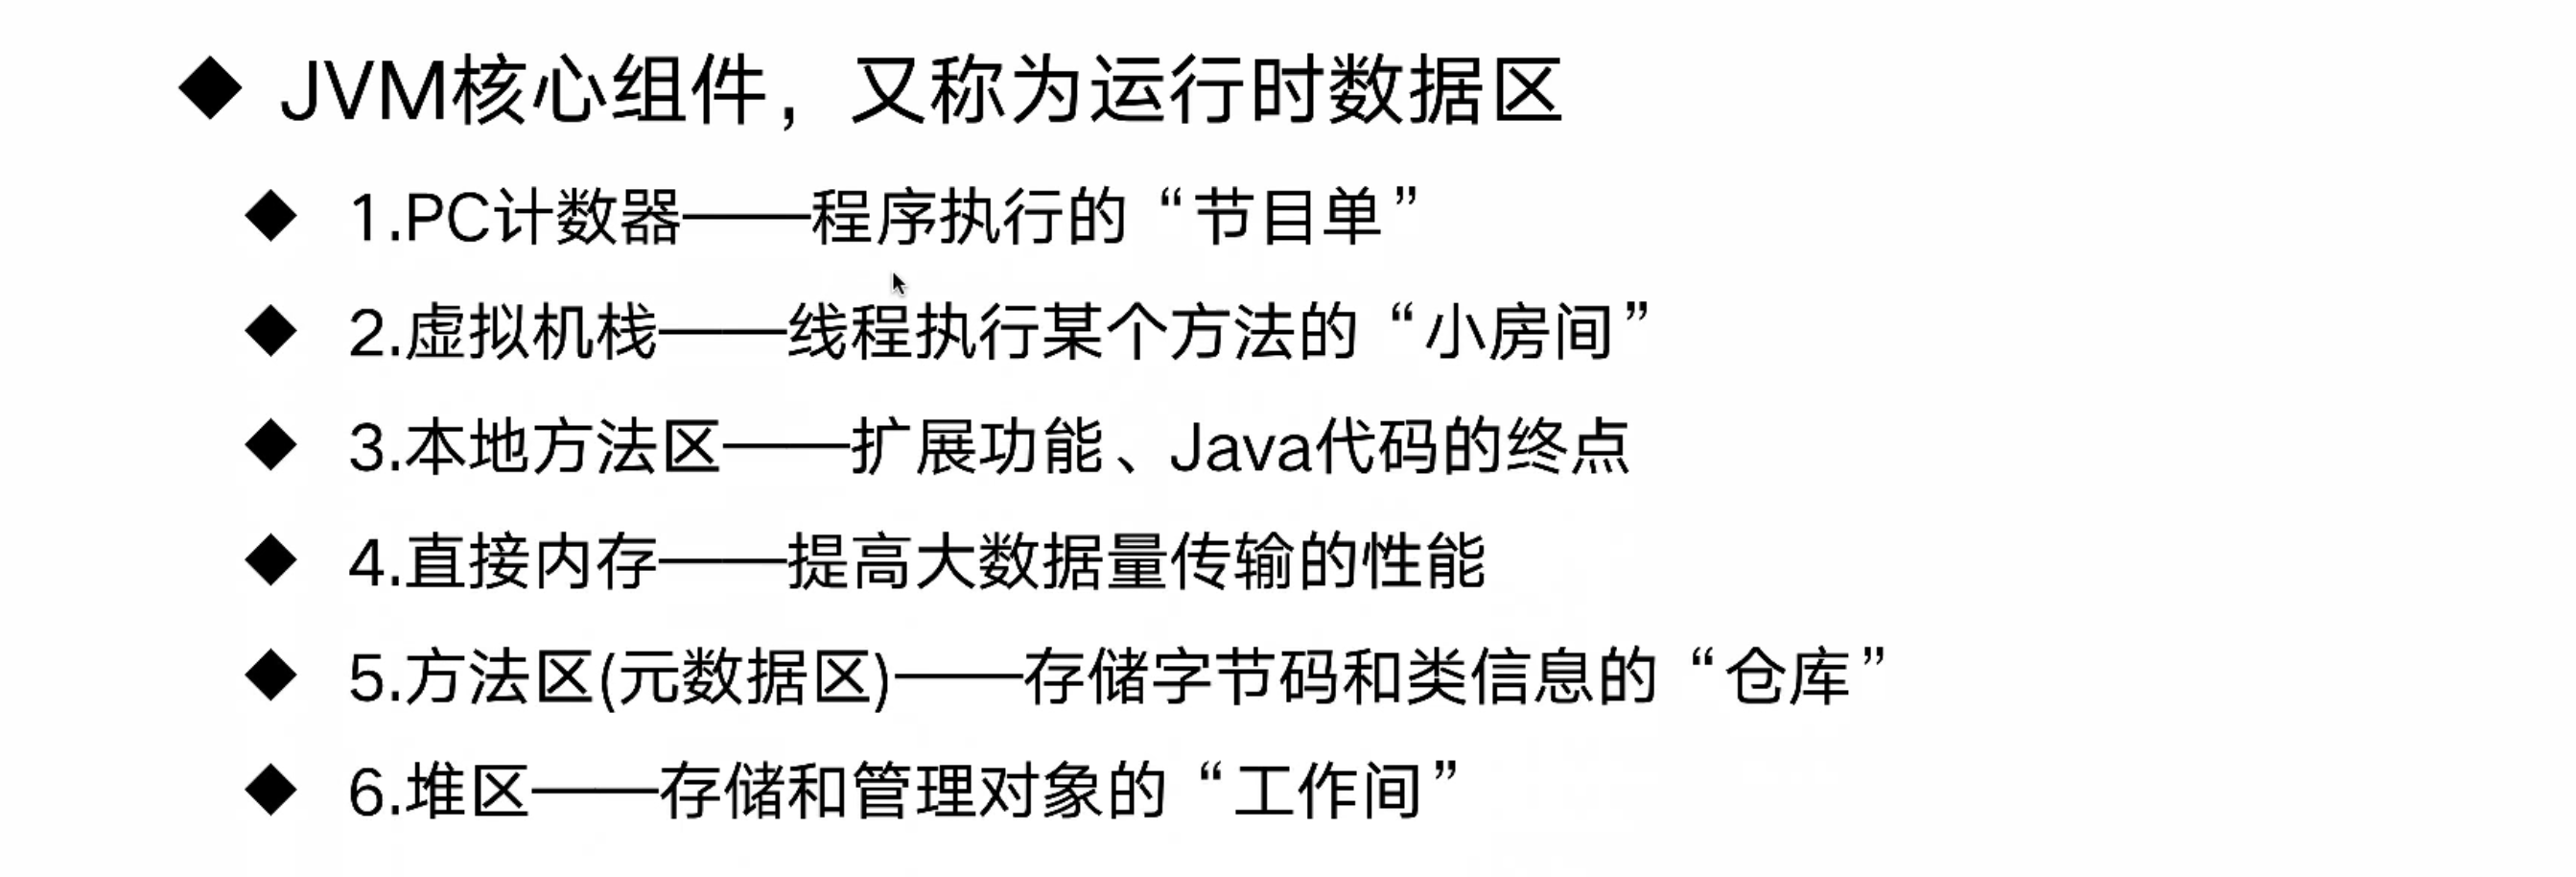 ◆ JVM核心组件，又称为运行时数据区
◆ 1.PC计数器——程序执行的“节目单”
◆ 2.虚拟机栈——线程执行某个方法的“小房间”
◆ 3.本地方法区——扩展功能、Java代码的终点
◆ 4.直接内存——提高大数据量传输的性能
◆ 5.方法区(元数据区)——存储字节码和类信息的“仓库”
◆ 6.堆区——存储和管理对象的“工作间”